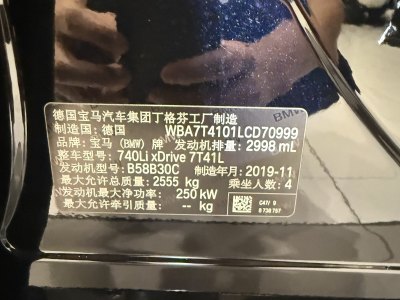 德国宝马汽车集团丁格芬工厂制造
BMW
制造国：德国 WBA7T4101LCD70999
品牌：宝马（BMW）牌 发动机排量：2998 mL
整车型号：740Li xDrive 7T41L
发动机型号：B58B30C 制造年月：2019-11
最大允许总质量：2555 kg 乘坐人数：4
发动机最大净功率：250 kW
最大允许牵引质量：-- kg